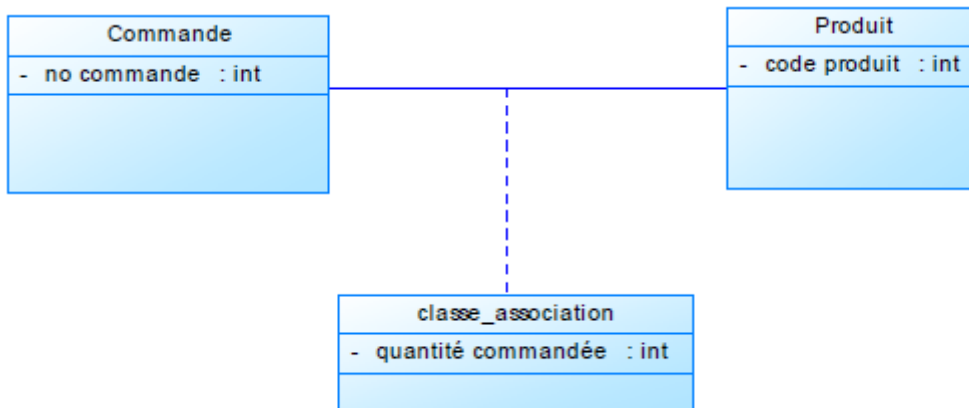 Commande
- no commande : int
Produit
- code produit : int
classe_association
- quantité commandée : int